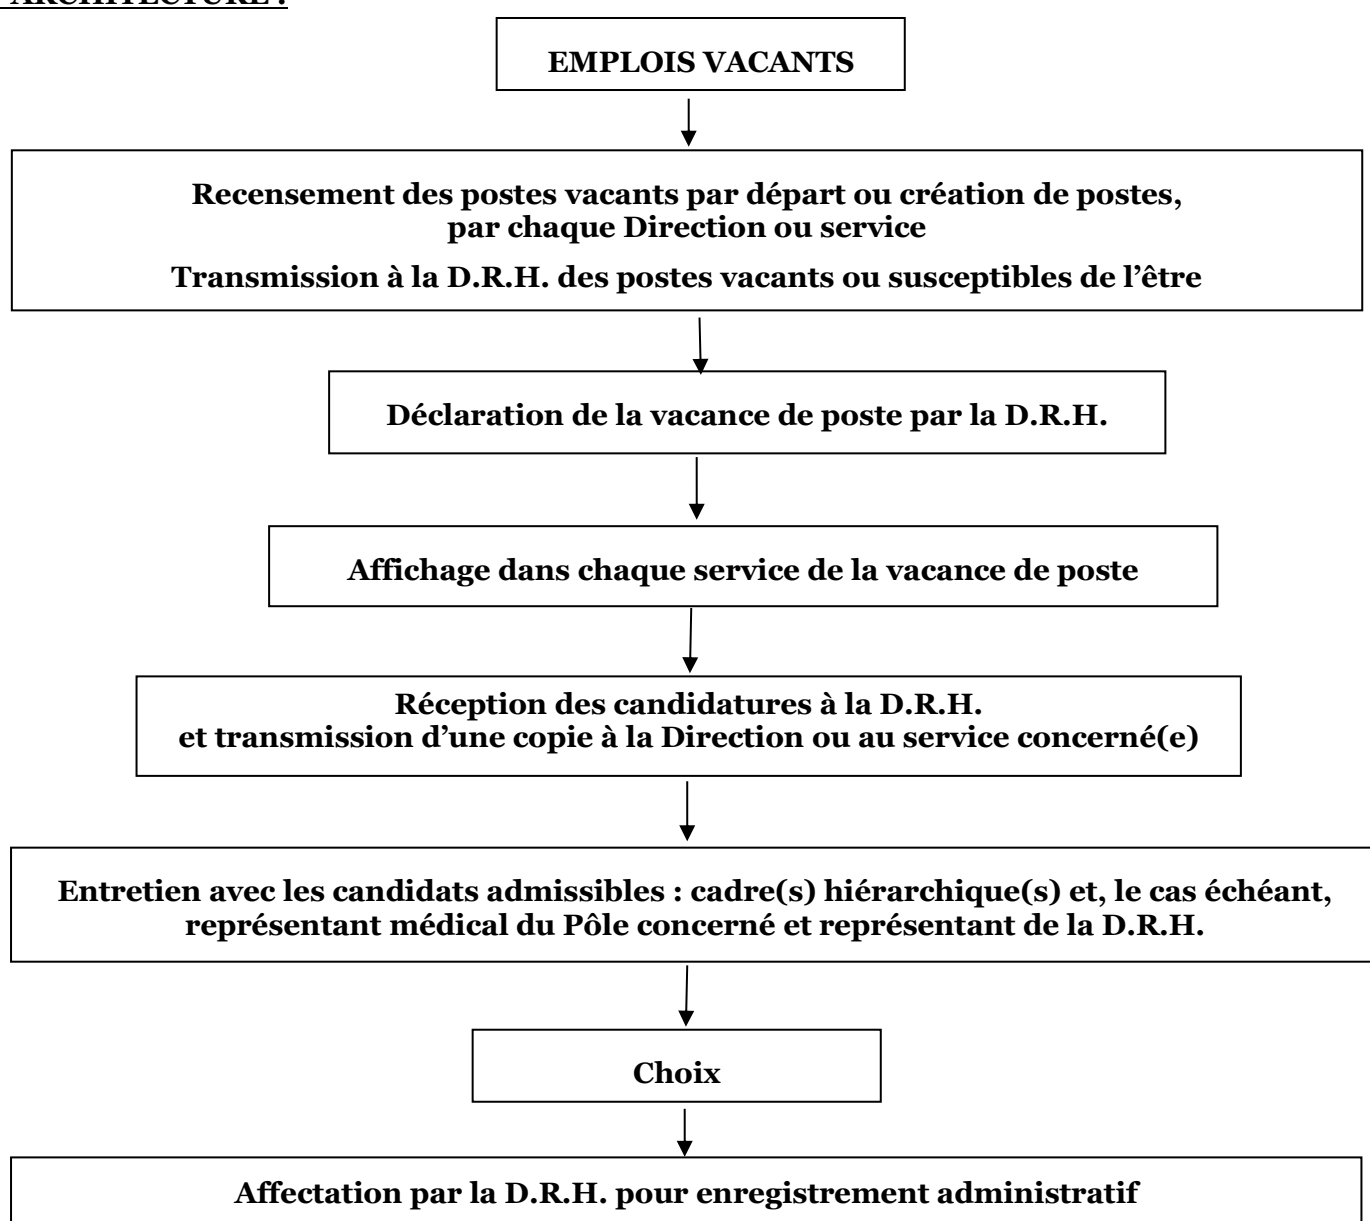 ARCHITECTURE :
EMPLOIS VACANTS
Recensement des postes vacants par départ ou création de postes,
par chaque Direction ou service
Transmission à la D.R.H. des postes vacants ou susceptibles de l’être
Déclaration de la vacance de poste par la D.R.H.
Affichage dans chaque service de la vacance de poste
Réception des candidatures à la D.R.H.
et transmission d’une copie à la Direction ou au service concerné(e)
Entretien avec les candidats admissibles : cadre(s) hiérarchique(s) et, le cas échéant,
représentant médical du Pôle concerné et représentant de la D.R.H.
Choix
Affectation par la D.R.H. pour enregistrement administratif